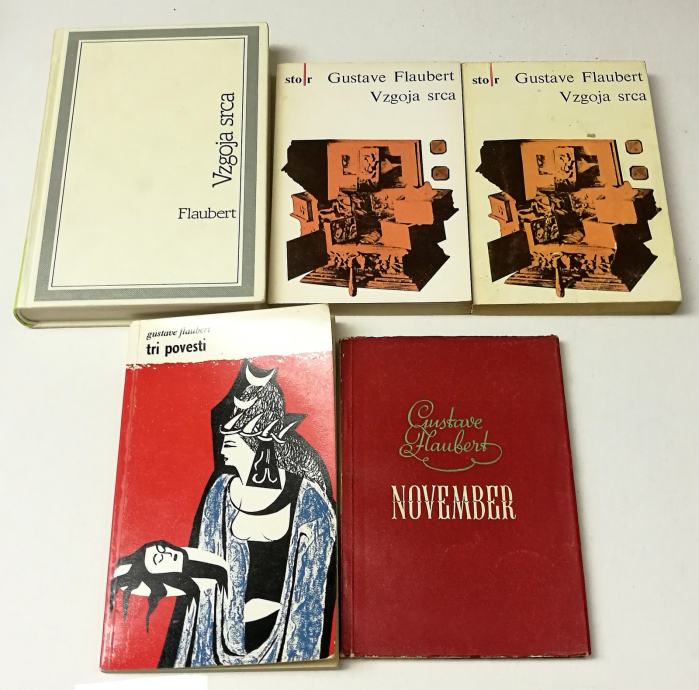 Vzgoja srca
Flaubert
sto|r Gustave Flaubert
Vzgoja srca
sto|r Gustave Flaubert
Vzgoja srca
gustave flaubert
tri povesti
Gustave
Flaubert
NOVEMBER